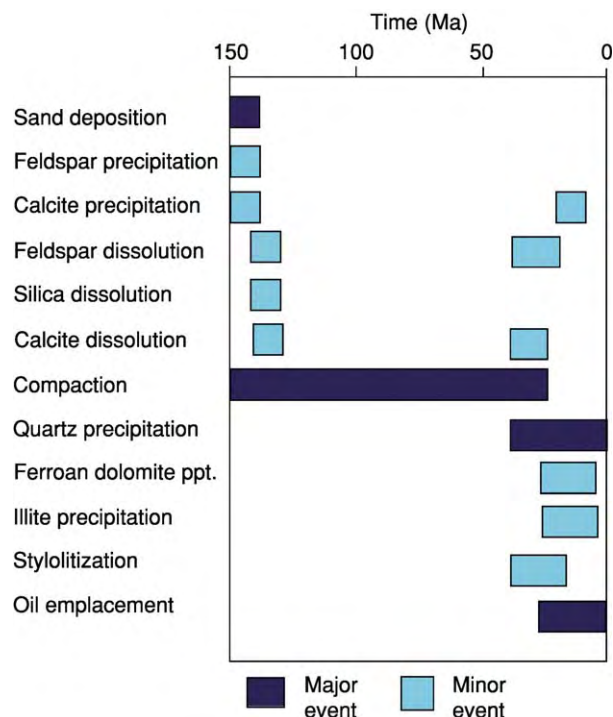 Time (Ma)
150 100 50 0
Sand deposition
Feldspar precipitation
Calcite precipitation
Feldspar dissolution
Silica dissolution
Calcite dissolution
Compaction
Quartz precipitation
Ferroan dolomite ppt.
Illite precipitation
Stylolitization
Oil emplacement
Major event
Minor event